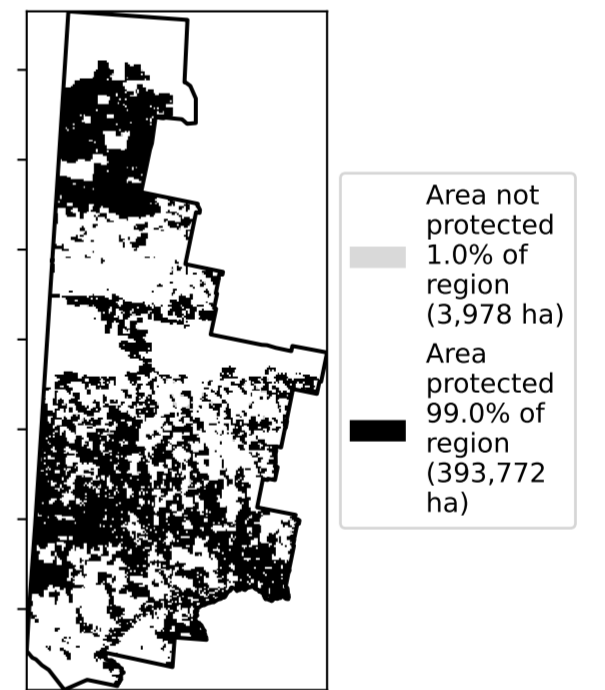 Area not
protected
1.0% of
region
(3,978 ha)
Area
protected
99.0% of
region
(393,772
ha)